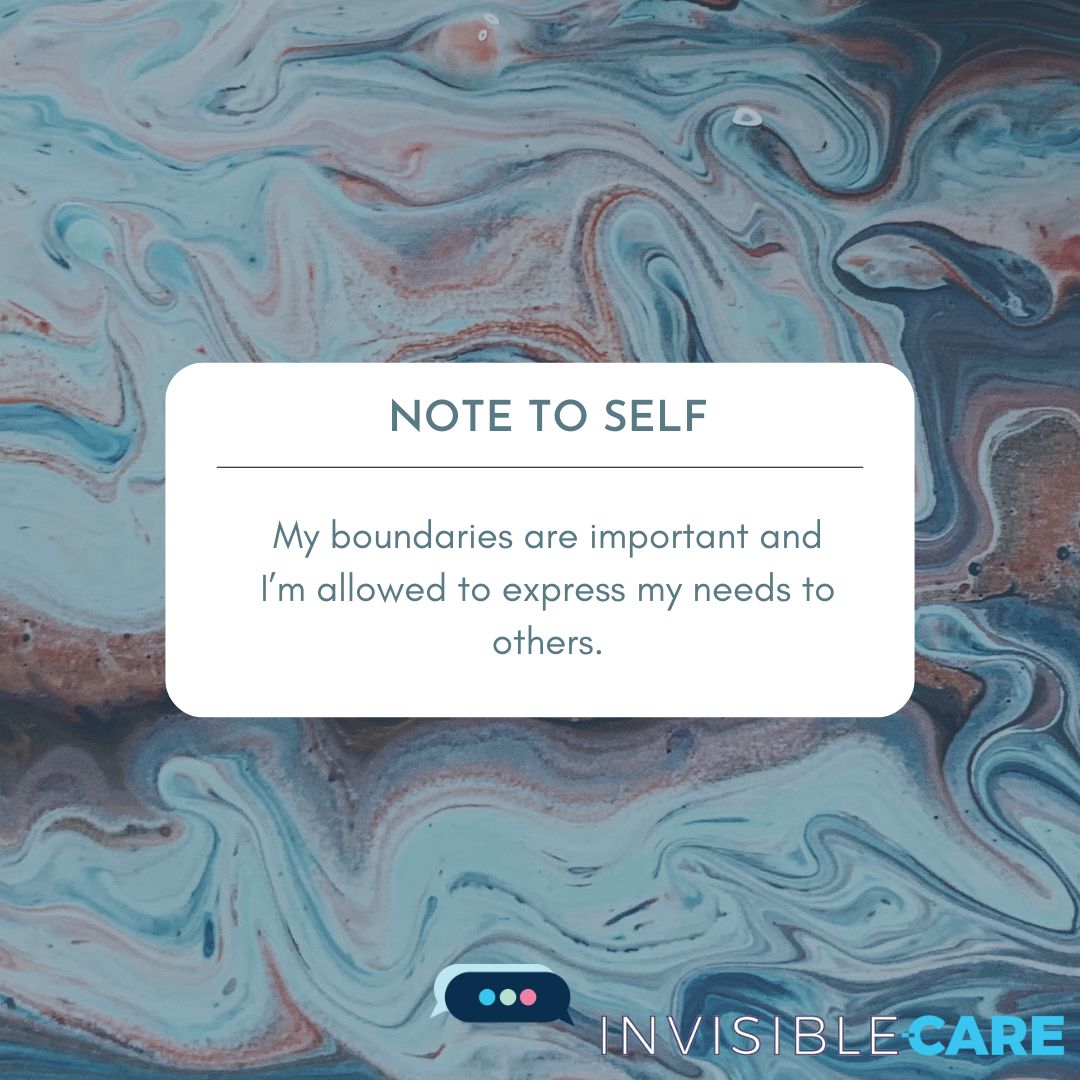 NOTE TO SELF
My boundaries are important and
I’m allowed to express my needs to
others.
INVISIBLE-CARE